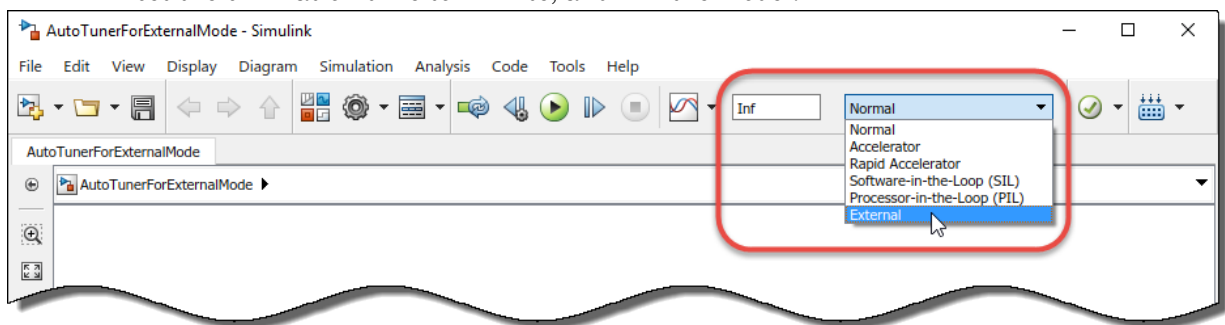 AutoTunerForExternalMode - Simulink
File Edit View Display Diagram Simulation Analysis Code Tools Help
Inf Normal
Normal
Accelerator
Rapid Accelerator
Software-in-the-Loop (SIL)
Processor-in-the-Loop (PIL)
External
AutoTunerForExternalMode
AutoTunerForExternalMode